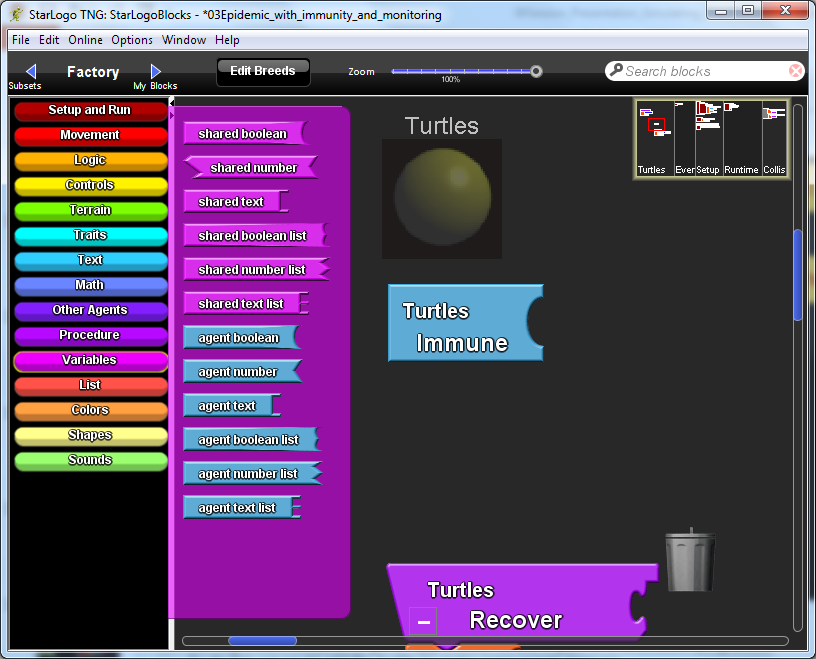 StarLogo TNG: StarLogoBlocks - *03Epidemic_with_immunity_and_monitoring
File Edit Online Options Window Help
Subsets
Factory
My Blocks
Edit Breeds
Zoom
100%
Search blocks
Setup and Run
Movement
Logic
Controls
Terrain
Traits
Text
Math
Other Agents
Procedure
Variables
List
Colors
Shapes
Sounds
shared boolean
shared number
shared text
shared boolean list
shared number list
shared text list
agent boolean
agent number
agent text
agent boolean list
agent number list
agent text list
Turtles
Turtles
Immune
Turtles
Recover
Turtles Ever Setup Runtime Collis